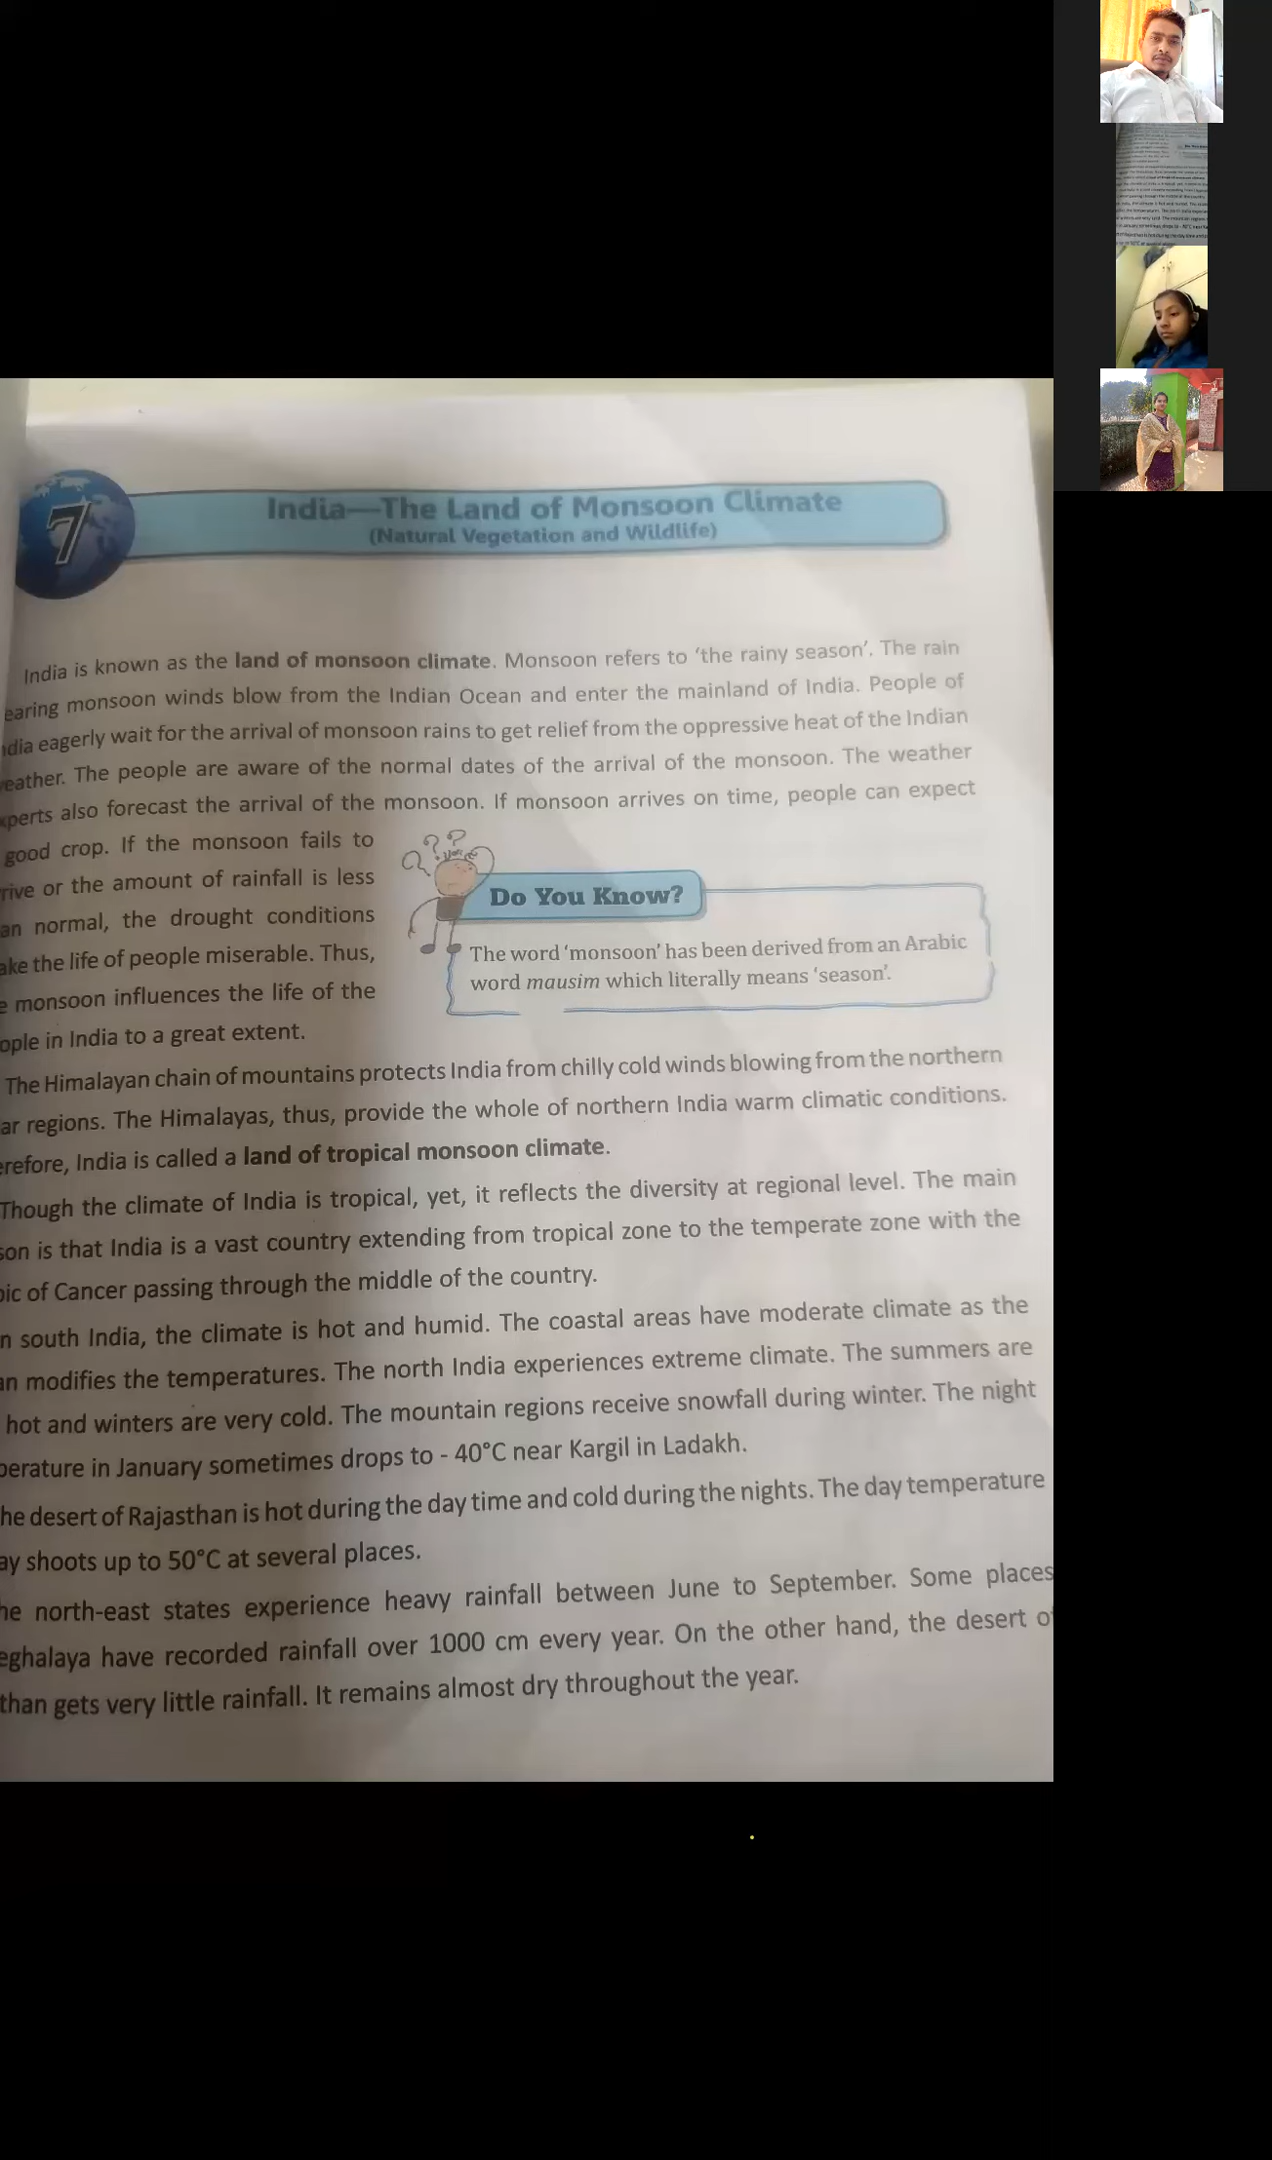 7
India—The Land of Monsoon Climate
(Natural Vegetation and Wildlife)
India is known as the land of monsoon climate. Monsoon refers to 'the rainy season'. The rain
earing monsoon winds blow from the Indian Ocean and enter the mainland of India. People of
dia eagerly wait for the arrival of monsoon rains to get relief from the oppressive heat of the Indian
eather. The people are aware of the normal dates of the arrival of the monsoon. The weather
xperts also forecast the arrival of the monsoon. If monsoon arrives on time, people can expect
good crop. If the monsoon fails to
rive or the amount of rainfall is less
an normal, the drought conditions
ake the life of people miserable. Thus,
e monsoon influences the life of the
ople in India to a great extent.
Do You Know?
The word 'monsoon' has been derived from an Arabic
word mausim which literally means 'season'.
The Himalayan chain of mountains protects India from chilly cold winds blowing from the northern
ar regions. The Himalayas, thus, provide the whole of northern India warm climatic conditions.
erefore, India is called a land of tropical monsoon climate.
Though the climate of India is tropical, yet, it reflects the diversity at regional level. The main
son is that India is a vast country extending from tropical zone to the temperate zone with the
pic of Cancer passing through the middle of the country.
n south India, the climate is hot and humid. The coastal areas have moderate climate as the
an modifies the temperatures. The north India experiences extreme climate. The summers are
hot and winters are very cold. The mountain regions receive snowfall during winter. The night
perature in January sometimes drops to - 40°C near Kargil in Ladakh.
he desert of Rajasthan is hot during the day time and cold during the nights. The day temperature
ay shoots up to 50°C at several places.
he north-east states experience heavy rainfall between June to September. Some places
eghalaya have recorded rainfall over 1000 cm every year. On the other hand, the desert o
than gets very little rainfall. It remains almost dry throughout the year.